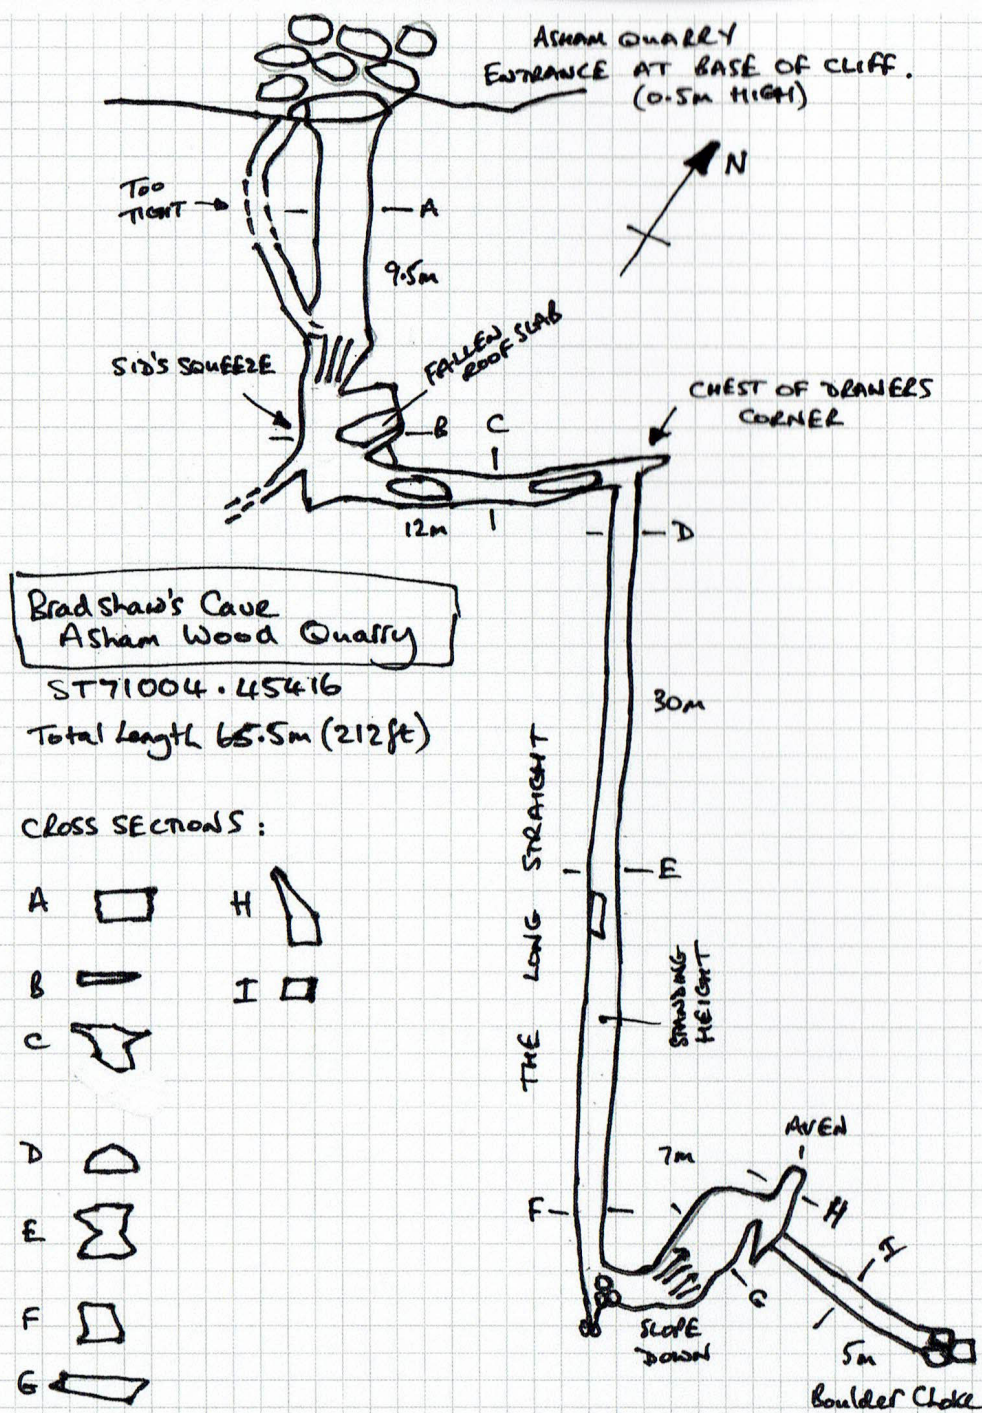 ASHAM QUARRY
ENTRANCE AT BASE OF CLIFF.
(0.5m HIGH)
N
TOO
TIGHT
A
9.5m
SID'S SQUEEZE
FALLEN
ROOF SLAB
B
C
CHEST OF DRAWERS
CORNER
12m
D
Bradshaw's Cave
Asham Wood Quarry
ST71004.45416
Total Length 65.5m (212ft)
30m
THE LONG STRAIGHT
E
STANDING
HEIGHT
CROSS SECTIONS:
A
H
B
I
C
D
E
F
G
AVEN
7m
F
H
I
G
SLOPE
DOWN
5m
Boulder Choke